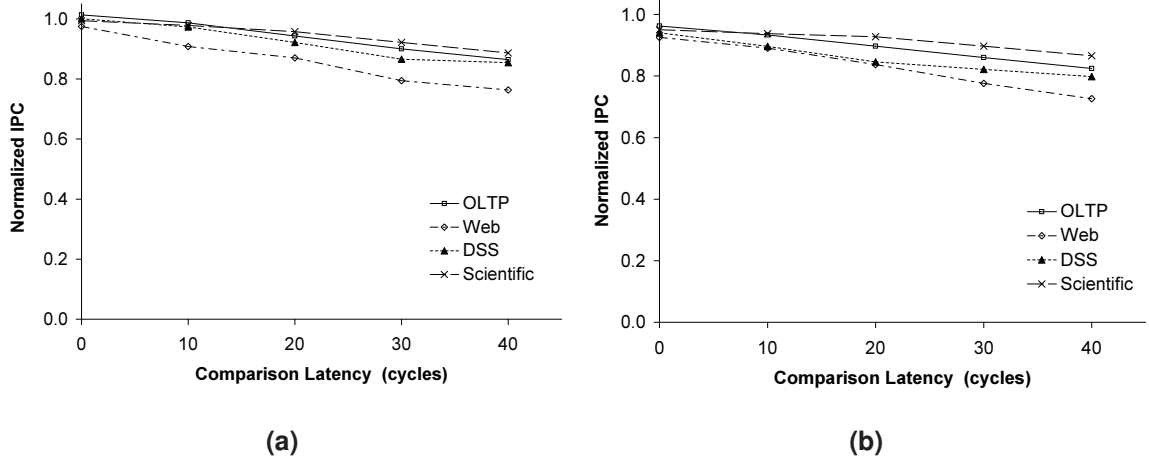 1.0
0.8
0.6
0.4
0.2
0.0
Normalized IPC
OLTP
Web
DSS
Scientific
0 10 20 30 40
Comparison Latency (cycles)
(a)
1.0
0.8
0.6
0.4
0.2
0.0
Normalized IPC
OLTP
Web
DSS
Scientific
0 10 20 30 40
Comparison Latency (cycles)
(b)